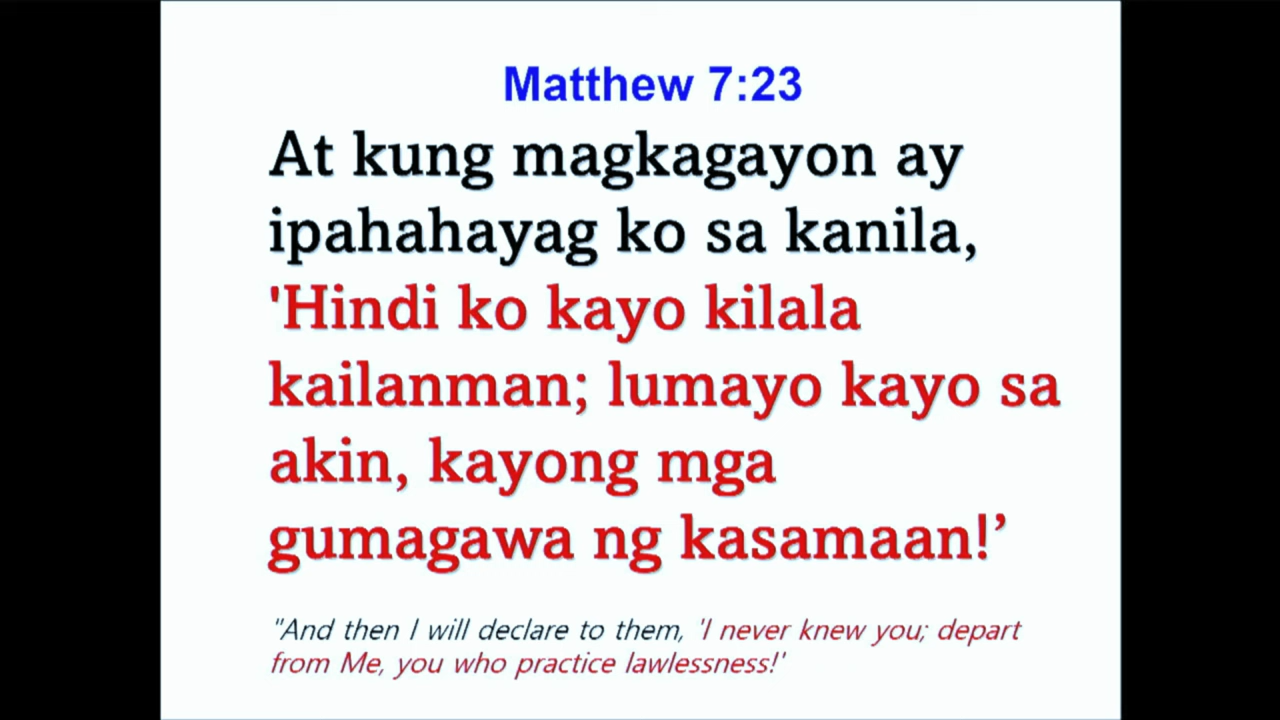 Matthew 7:23
At kung magkagayon ay
ipahahayag ko sa kanila,
'Hindi ko kayo kilala
kailanman; lumayo kayo sa
akin, kayong mga
gumagawa ng kasamaan!’
"And then I will declare to them, 'I never knew you; depart
from Me, you who practice lawlessness!'